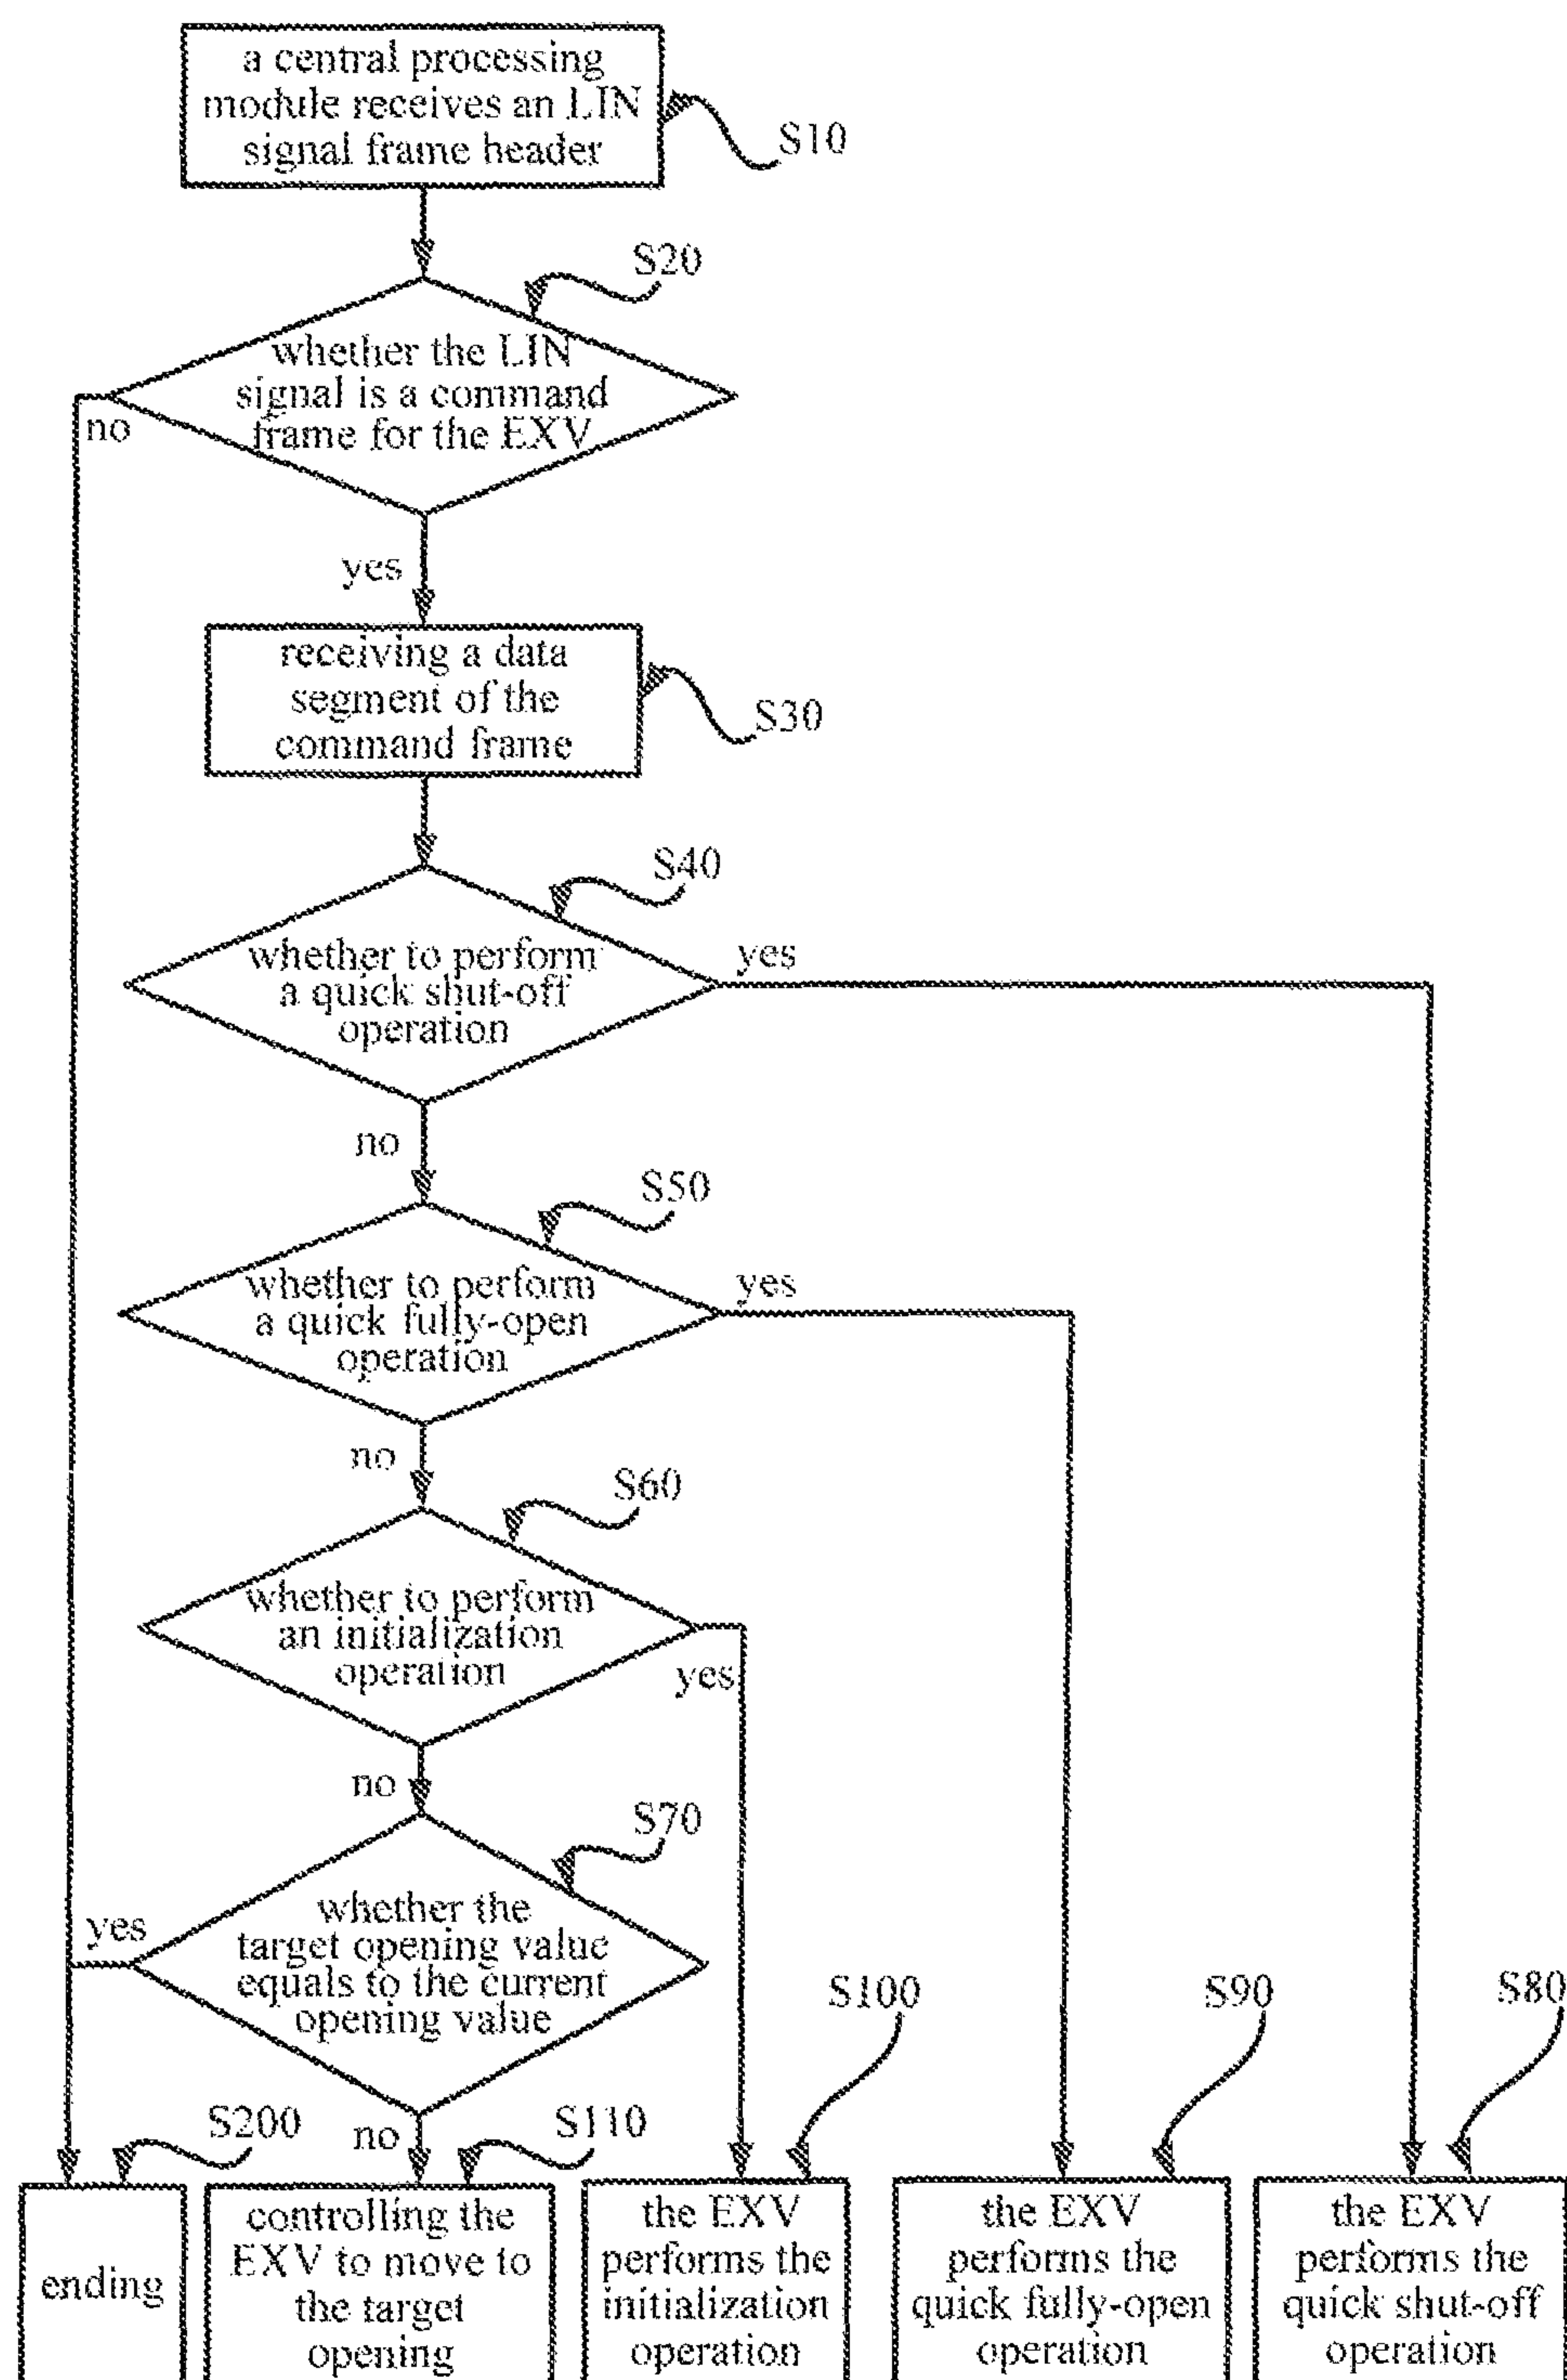 a central processing
module receives an LIN
signal frame header
S10
S20
whether the LIN
signal is a command
frame for the EXV
no
yes
receiving a data
segment of the
command frame
S30
S40
whether to perform
a quick shut-off
operation
yes
no
S50
whether to perform
a quick fully-open
operation
yes
no
S60
whether to perform
an initialization
operation
yes
no
S70
whether the
target opening value
equals to the current
opening value
yes
no
S200
S110
S100
S90
S80
ending
controlling the
EXV to move to
the target
opening
the EXV
performs the
initialization
operation
the EXV
performs the
quick fully-open
operation
the EXV
performs the
quick shut-off
operation